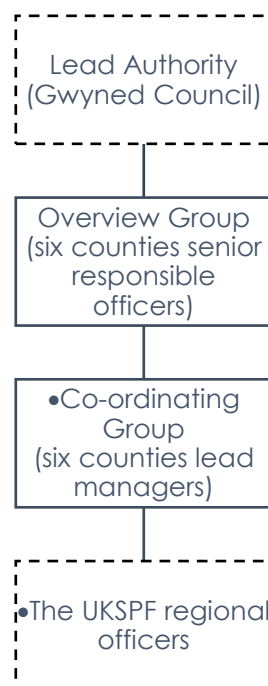 Lead Authority
(Gwyned Council)
Overview Group
(six counties senior
responsible
officers)
•Co-ordinating
Group
(six counties lead
managers)
•The UKSPF regional
officers